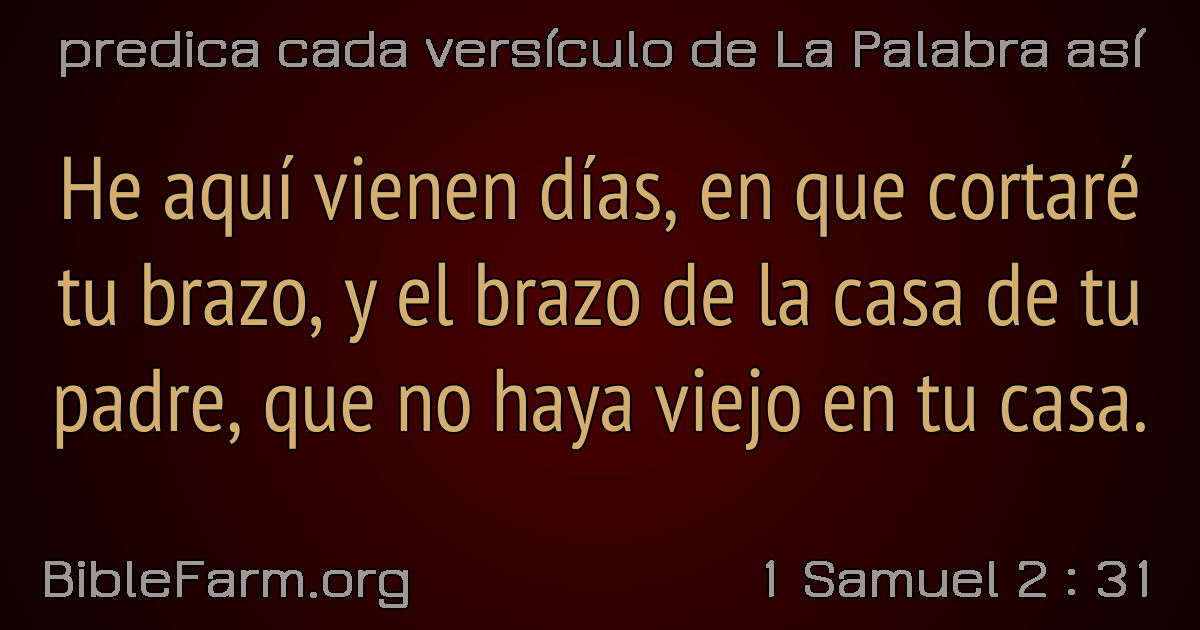 predica cada versículo de La Palabra así
He aquí vienen días, en que cortaré
tu brazo, y el brazo de la casa de tu
padre, que no haya viejo en tu casa.
BibleFarm.org
1 Samuel 2 : 31